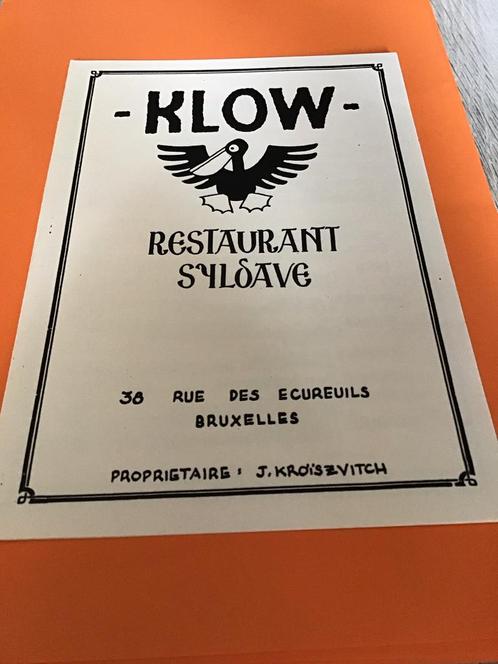 - KLOW -
RESTAURANT
SYLDAVE
38 RUE DES ECUREUILS
BRUXELLES
PROPRIETAIRE : J. KROÏSZVITCH